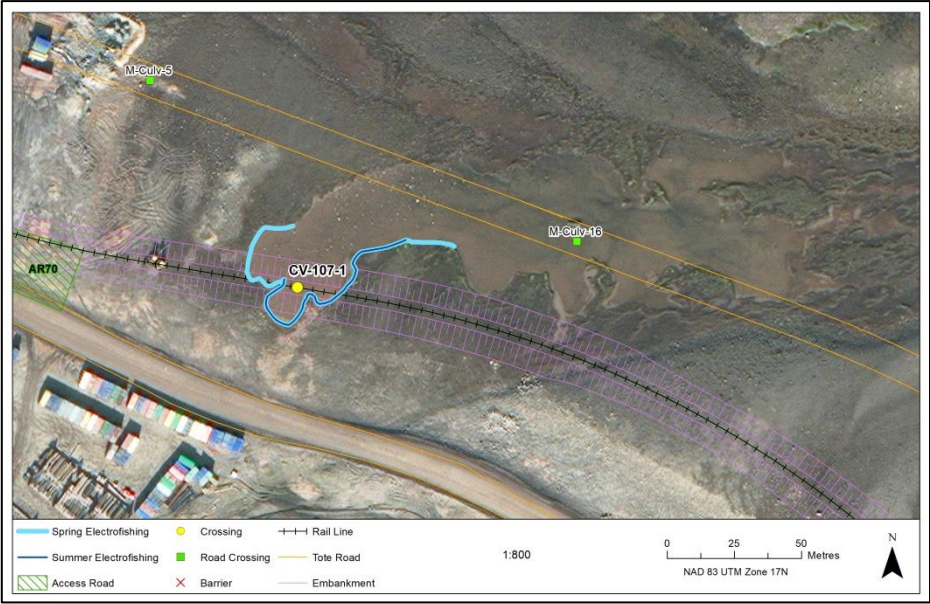 M-Culv-5
M-Culv-16
CV-107-1
AR70
Spring Electrofishing
Crossing
Rail Line
Summer Electrofishing
Road Crossing
Tote Road
Access Road
Barrier
Embankment
1:800
0 25 50 Metres
NAD 83 UTM Zone 17N
N